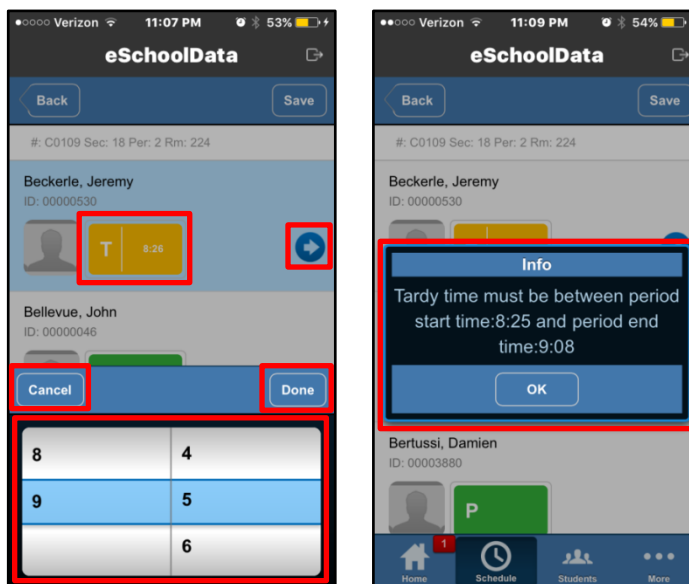 Verizon 11:07 PM 53%
eSchoolData
Back Save
#: C0109 Sec: 18 Per: 2 Rm: 224
Beckerle, Jeremy
ID: 00000530
T 8:26
Bellevue, John
ID: 00000046
Cancel Done
8 4
9 5
6
Verizon 11:09 PM 54%
eSchoolData
Back Save
#: C0109 Sec: 18 Per: 2 Rm: 224
Beckerle, Jeremy
ID: 00000530
Info
Tardy time must be between period
start time:8:25 and period end
time:9:08
OK
Bertussi, Damien
ID: 00003880
P
1
Home Schedule Students More